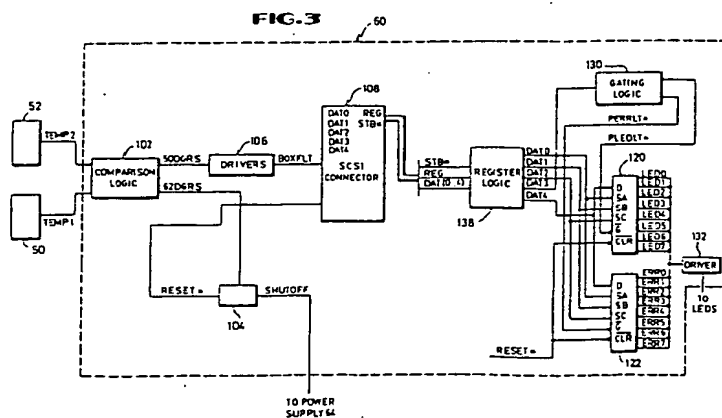 FIG.3
60
52
TEMP2
TEMP1
50
102
COMPARISON
LOGIC
50DGRS
62DGRS
106
DRIVERS
BOXFLT
108
DAT0
DAT1
DAT2
DAT3
DAT4
REG
STB=
SCSI
CONNECTOR
RESET=
SHUTOFF
104
TO POWER
SUPPLY 64
STB=
REG
DAT(0,4)
REGISTER
LOGIC
138
DAT0
DAT1
DAT2
DAT3
DAT4
130
GATING
LOGIC
PERRLT=
PLEDLT=
120
D
SA
SB
SC
G
CLR
LED0
LED1
LED2
LED3
LED4
LED5
LED6
LED7
132
DRIVER
TO
LEDS
D
SA
SB
SC
G
CLR
ERR0
ERR1
ERR2
ERR3
ERR4
ERR5
ERR6
ERR7
122
RESET=